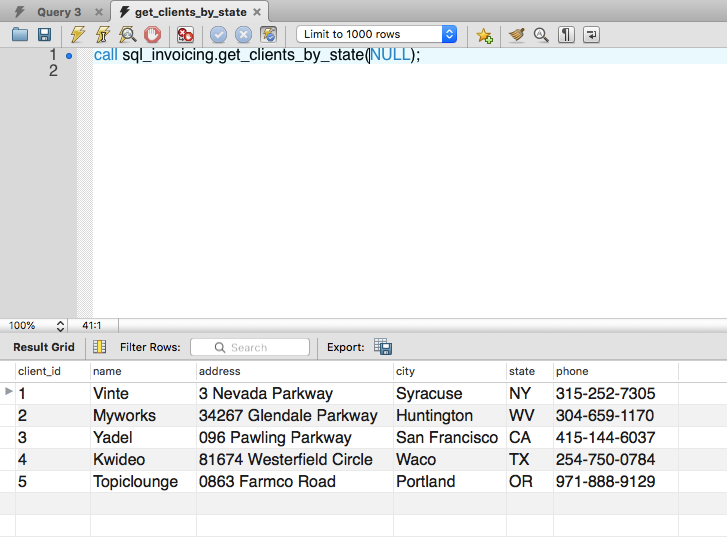 Query 3 × get_clients_by_state ×
Limit to 1000 rows
1 call sql_invoicing.get_clients_by_state(NULL);
2
100% 41:1
Result Grid Filter Rows: Search Export:
client_id name address city state phone
1 Vinte 3 Nevada Parkway Syracuse NY 315-252-7305
2 Myworks 34267 Glendale Parkway Huntington WV 304-659-1170
3 Yadel 096 Pawling Parkway San Francisco CA 415-144-6037
4 Kwideo 81674 Westerfield Circle Waco TX 254-750-0784
5 Topiclounge 0863 Farmco Road Portland OR 971-888-9129